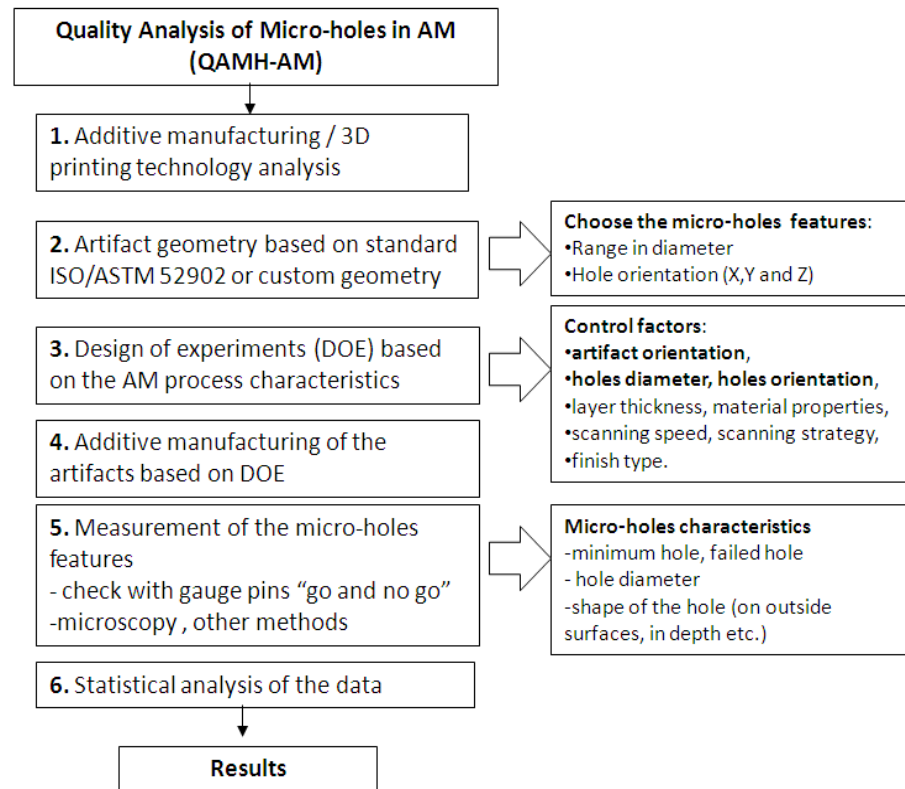 Quality Analysis of Micro-holes in AM
(QAMH-AM)
1. Additive manufacturing / 3D
printing technology analysis
2. Artifact geometry based on standard
ISO/ASTM 52902 or custom geometry
Choose the micro-holes features:
•Range in diameter
•Hole orientation (X,Y and Z)
3. Design of experiments (DOE) based
on the AM process characteristics
Control factors:
•artifact orientation,
•holes diameter, holes orientation,
•layer thickness, material properties,
•scanning speed, scanning strategy,
•finish type.
4. Additive manufacturing of the
artifacts based on DOE
5. Measurement of the micro-holes
features
- check with gauge pins “go and no go”
-microscopy , other methods
Micro-holes characteristics
-minimum hole, failed hole
- hole diameter
-shape of the hole (on outside
surfaces, in depth etc.)
6. Statistical analysis of the data
Results